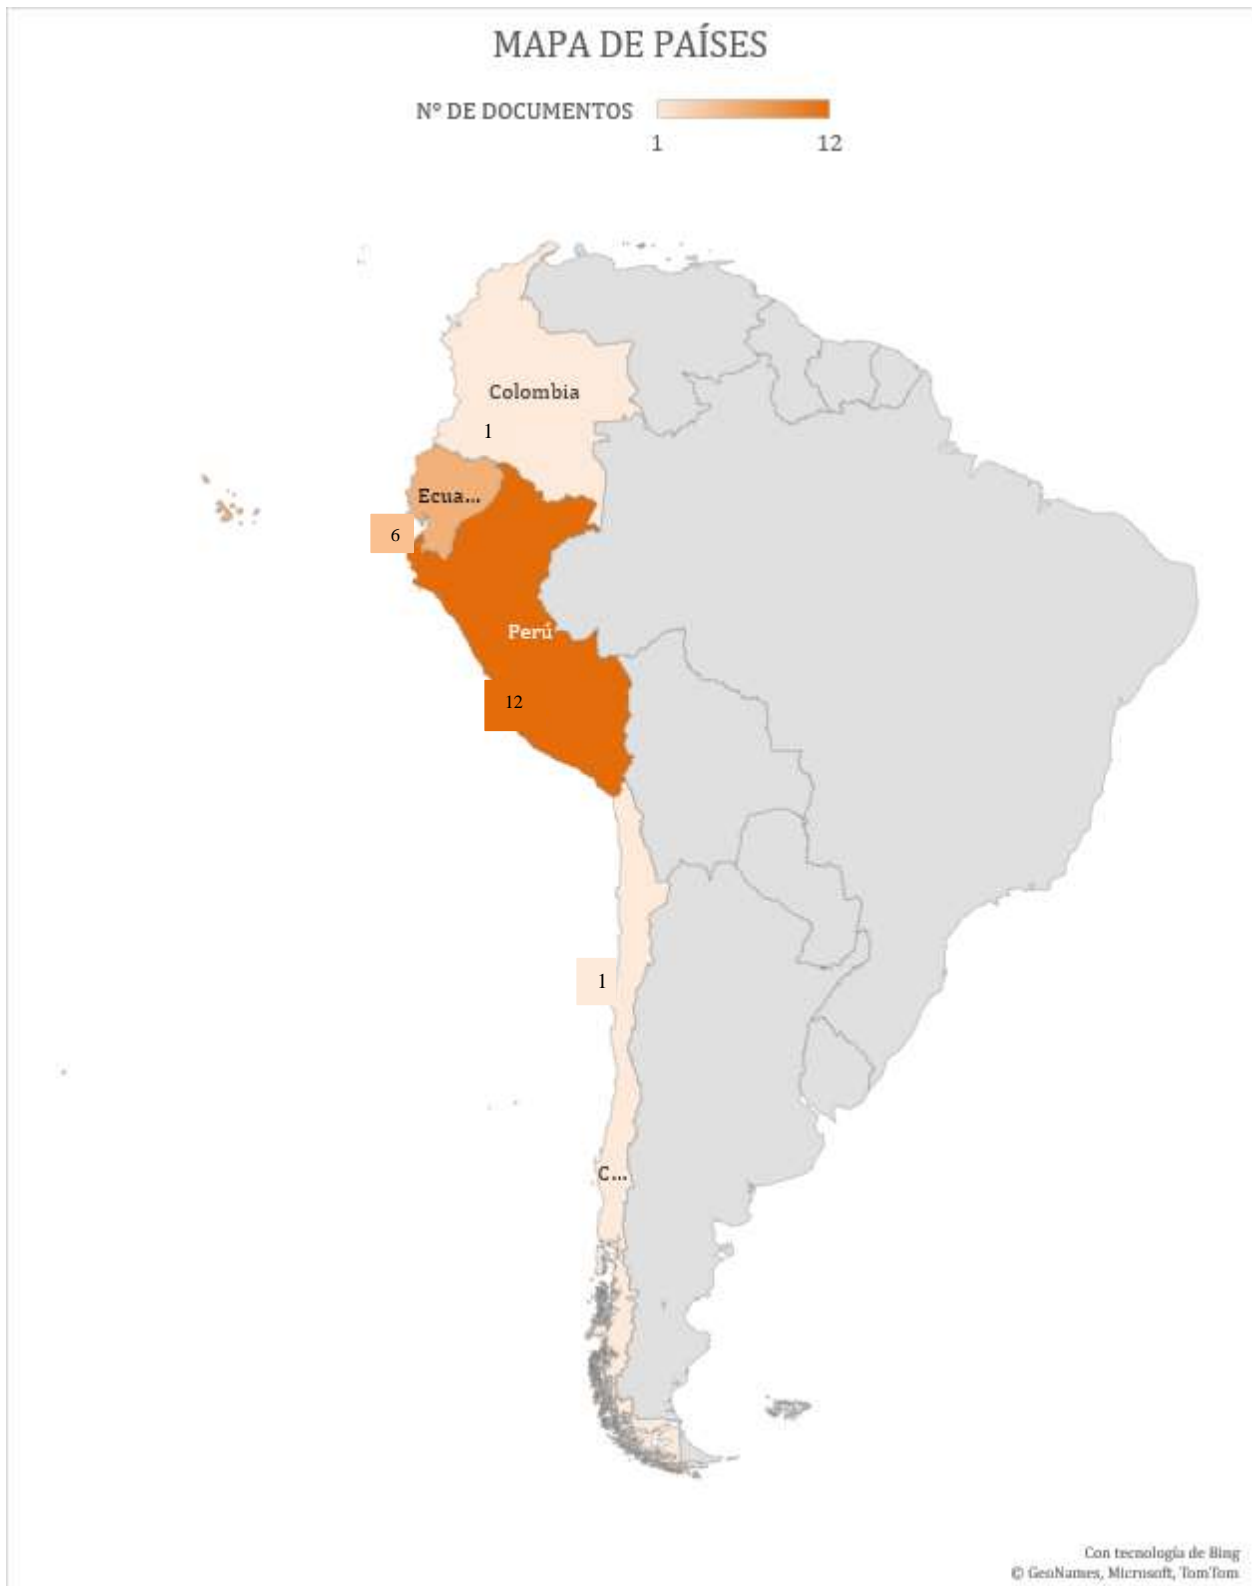 MAPA DE PAÍSES
Nº DE DOCUMENTOS
1 12
Colombia
1
Ecua...
6
Perú
12
1
C...
Con tecnología de Bing
© GeoNames, Microsoft, TomTom